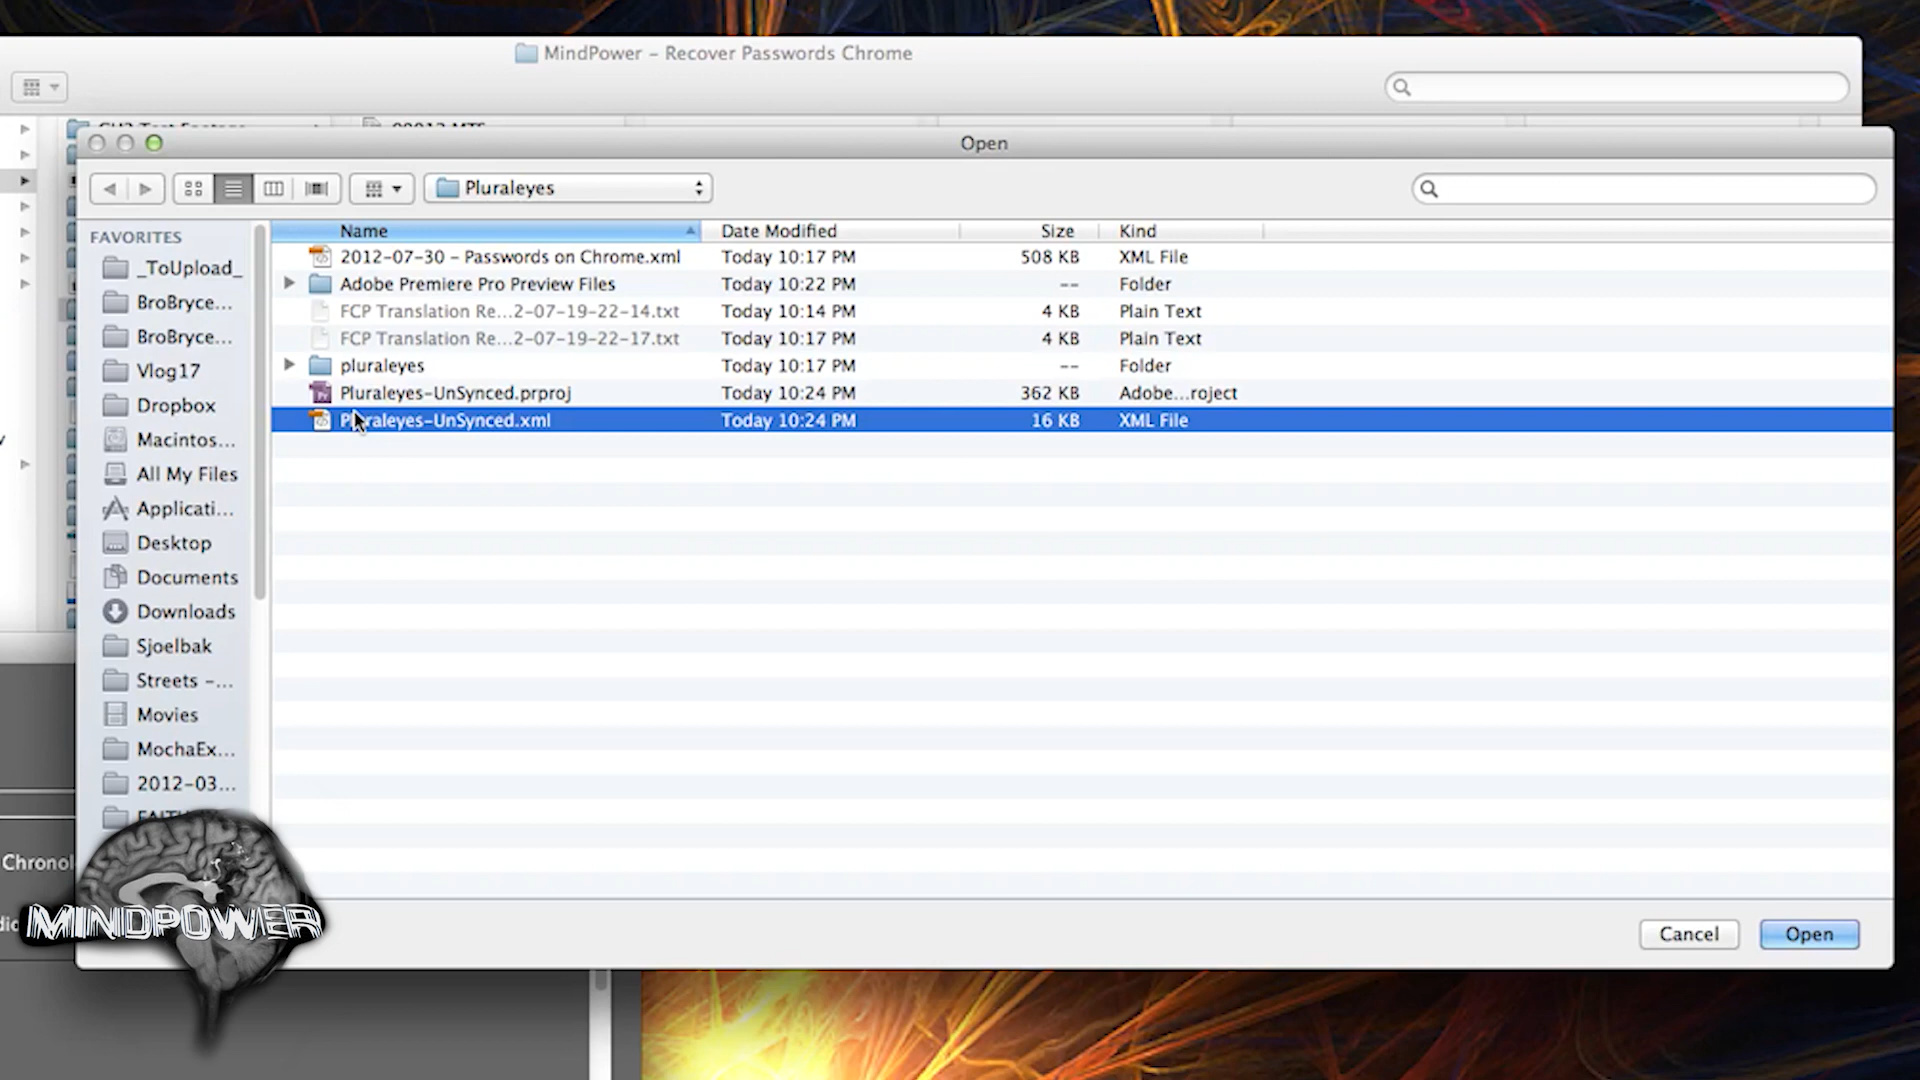 MindPower – Recover Passwords Chrome
Open
Pluraleyes
FAVORITES
_ToUpload_
BroBryce...
BroBryce...
Vlog17
Dropbox
Macintos...
All My Files
Applicati...
Desktop
Documents
Downloads
Sjoelbak
Streets –...
Movies
MochaEx...
2012-03...
Name Date Modified Size Kind
2012-07-30 – Passwords on Chrome.xml Today 10:17 PM 508 KB XML File
Adobe Premiere Pro Preview Files Today 10:22 PM -- Folder
FCP Translation Re...2-07-19-22-14.txt Today 10:14 PM 4 KB Plain Text
FCP Translation Re...2-07-19-22-17.txt Today 10:17 PM 4 KB Plain Text
pluraleyes Today 10:17 PM -- Folder
Pluraleyes-UnSynced.prproj Today 10:24 PM 362 KB Adobe...roject
Pluraleyes-UnSynced.xml Today 10:24 PM 16 KB XML File
Chronol
MINDPOWER
Cancel Open